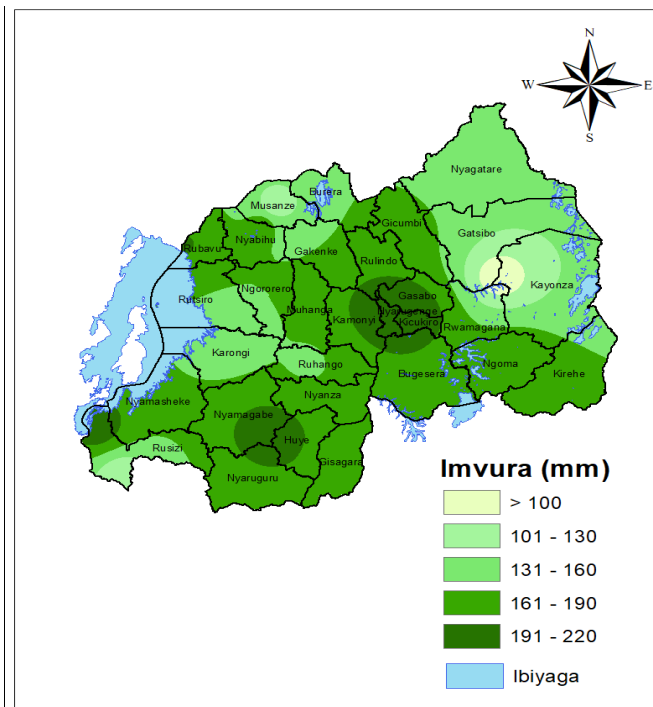 N
W E
S
Nyagatare
Burera
Musanze
Gicumbi
Gatsibo
Nyabihu
Rubavu
Gakenke
Rulindo
Kayonza
Gasabo
Rutsiro
Ngororero
Muhanga
Nyarugenge
Kamonyi
Kicukiro
Rwamagana
Karongi
Ruhango
Bugesera
Ngoma
Kirehe
Nyamasheke
Nyanza
Nyamagabe
Huye
Rusizi
Gisagara
Nyaruguru
Imvura (mm)
> 100
101 - 130
131 - 160
161 - 190
191 - 220
Ibiyaga